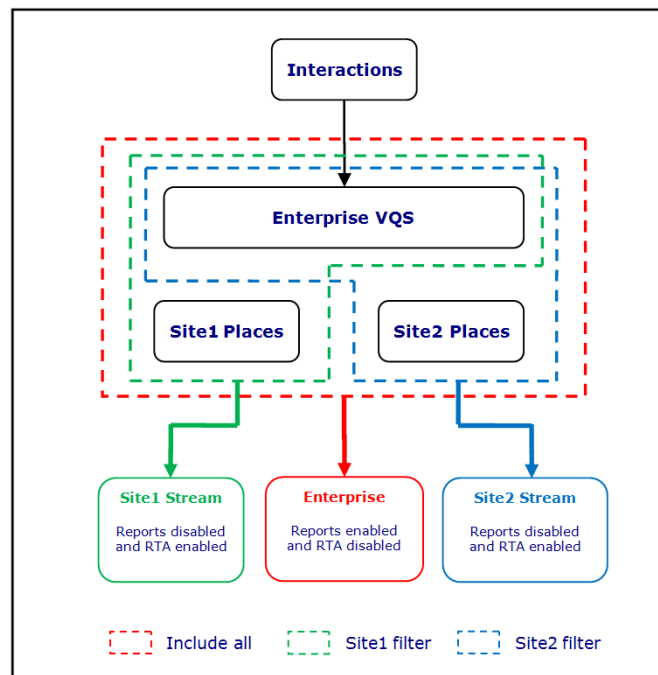 Interactions
Enterprise VQS
Site1 Places
Site2 Places
Site1 Stream
Reports disabled
and RTA enabled
Enterprise
Reports enabled
and RTA disabled
Site2 Stream
Reports disabled
and RTA enabled
Include all
Site1 filter
Site2 filter